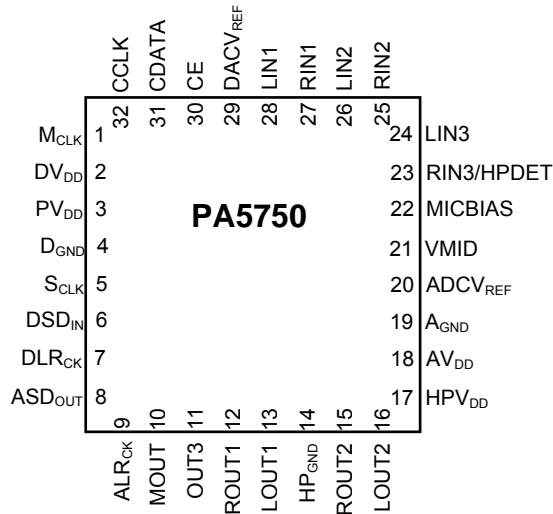 CCLK CDATA CE DACVREF LIN1 RIN1 LIN2 RIN2
32 31 30 29 28 27 26 25
MCLK 1
DVDD 2
PVDD 3
DGND 4
SCLK 5
DSDIN 6
DLRCK 7
ASDOUT 8
PA5750
24 LIN3
23 RIN3/HPDET
22 MICBIAS
21 VMID
20 ADCVREF
19 AGND
18 AVDD
17 HPVDD
9 10 11 12 13 14 15 16
ALRCK MOUT OUT3 ROUT1 LOUT1 HPGND ROUT2 LOUT2